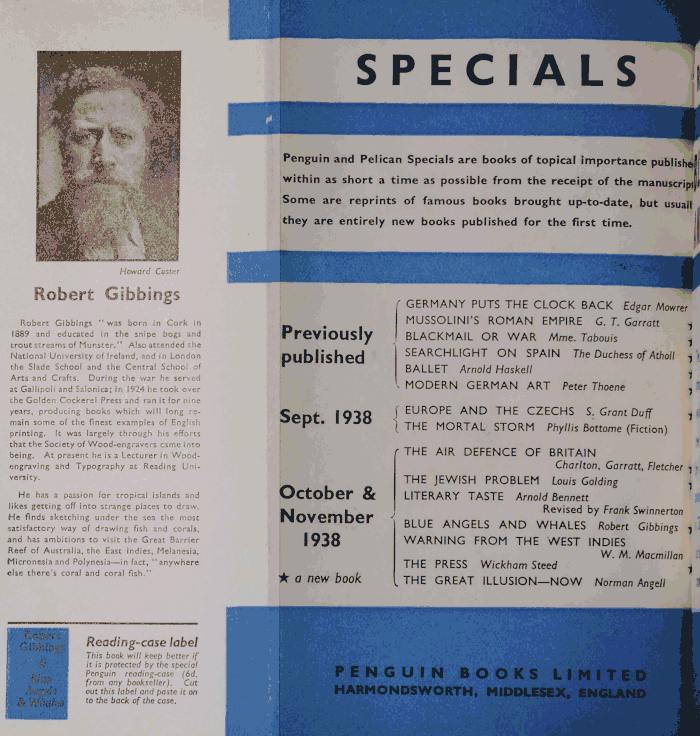 Howard Custer
Robert Gibbings
Robert Gibbings "was born in Cork in
1889 and educated in the snipe bogs and
trout streams of Munster." Also attended the
National University of Ireland, and in London
the Slade School and the Central School of
Arts and Crafts. During the war he served
at Gallipoli and Salonica; in 1924 he took over
the Golden Cockerel Press and ran it for nine
years, producing books which will long re-
main some of the finest examples of English
printing. It was largely through his efforts
that the Society of Wood-engravers came into
being. At present he is a Lecturer in Wood-
engraving and Typography at Reading Uni-
versity.
He has a passion for tropical islands and
likes getting off into strange places to draw.
He finds sketching under the sea the most
satisfactory way of drawing fish and corals,
and has ambitions to visit the Great Barrier
Reef of Australia, the East Indies, Melanesia,
Micronesia and Polynesia—in fact, "anywhere
else there's coral and coral fish."
Robert
Gibbings
&
Blue
Angels
& Whales
Reading-case label
This book will keep better if
it is protected by the special
Penguin reading-case (6d.
from any bookseller). Cut
out this label and paste it on
to the back of the case.
SPECIALS
Penguin and Pelican Specials are books of topical importance publishe
within as short a time as possible from the receipt of the manuscript
Some are reprints of famous books brought up-to-date, but usuall
they are entirely new books published for the first time.
Previously
published
GERMANY PUTS THE CLOCK BACK Edgar Mowrer
MUSSOLINI'S ROMAN EMPIRE G. T. Garratt
BLACKMAIL OR WAR Mme. Tabouis
SEARCHLIGHT ON SPAIN The Duchess of Atholl
BALLET Arnold Haskell
MODERN GERMAN ART Peter Thoene
Sept. 1938
EUROPE AND THE CZECHS S. Grant Duff
THE MORTAL STORM Phyllis Bottome (Fiction)
October &
November
1938
THE AIR DEFENCE OF BRITAIN
Charlton, Garratt, Fletcher
THE JEWISH PROBLEM Louis Golding
LITERARY TASTE Arnold Bennett
Revised by Frank Swinnerton
BLUE ANGELS AND WHALES Robert Gibbings
WARNING FROM THE WEST INDIES
W. M. Macmillan
THE PRESS Wickham Steed
THE GREAT ILLUSION—NOW Norman Angell
★ a new book
PENGUIN BOOKS LIMITED
HARMONDSWORTH, MIDDLESEX, ENGLAND